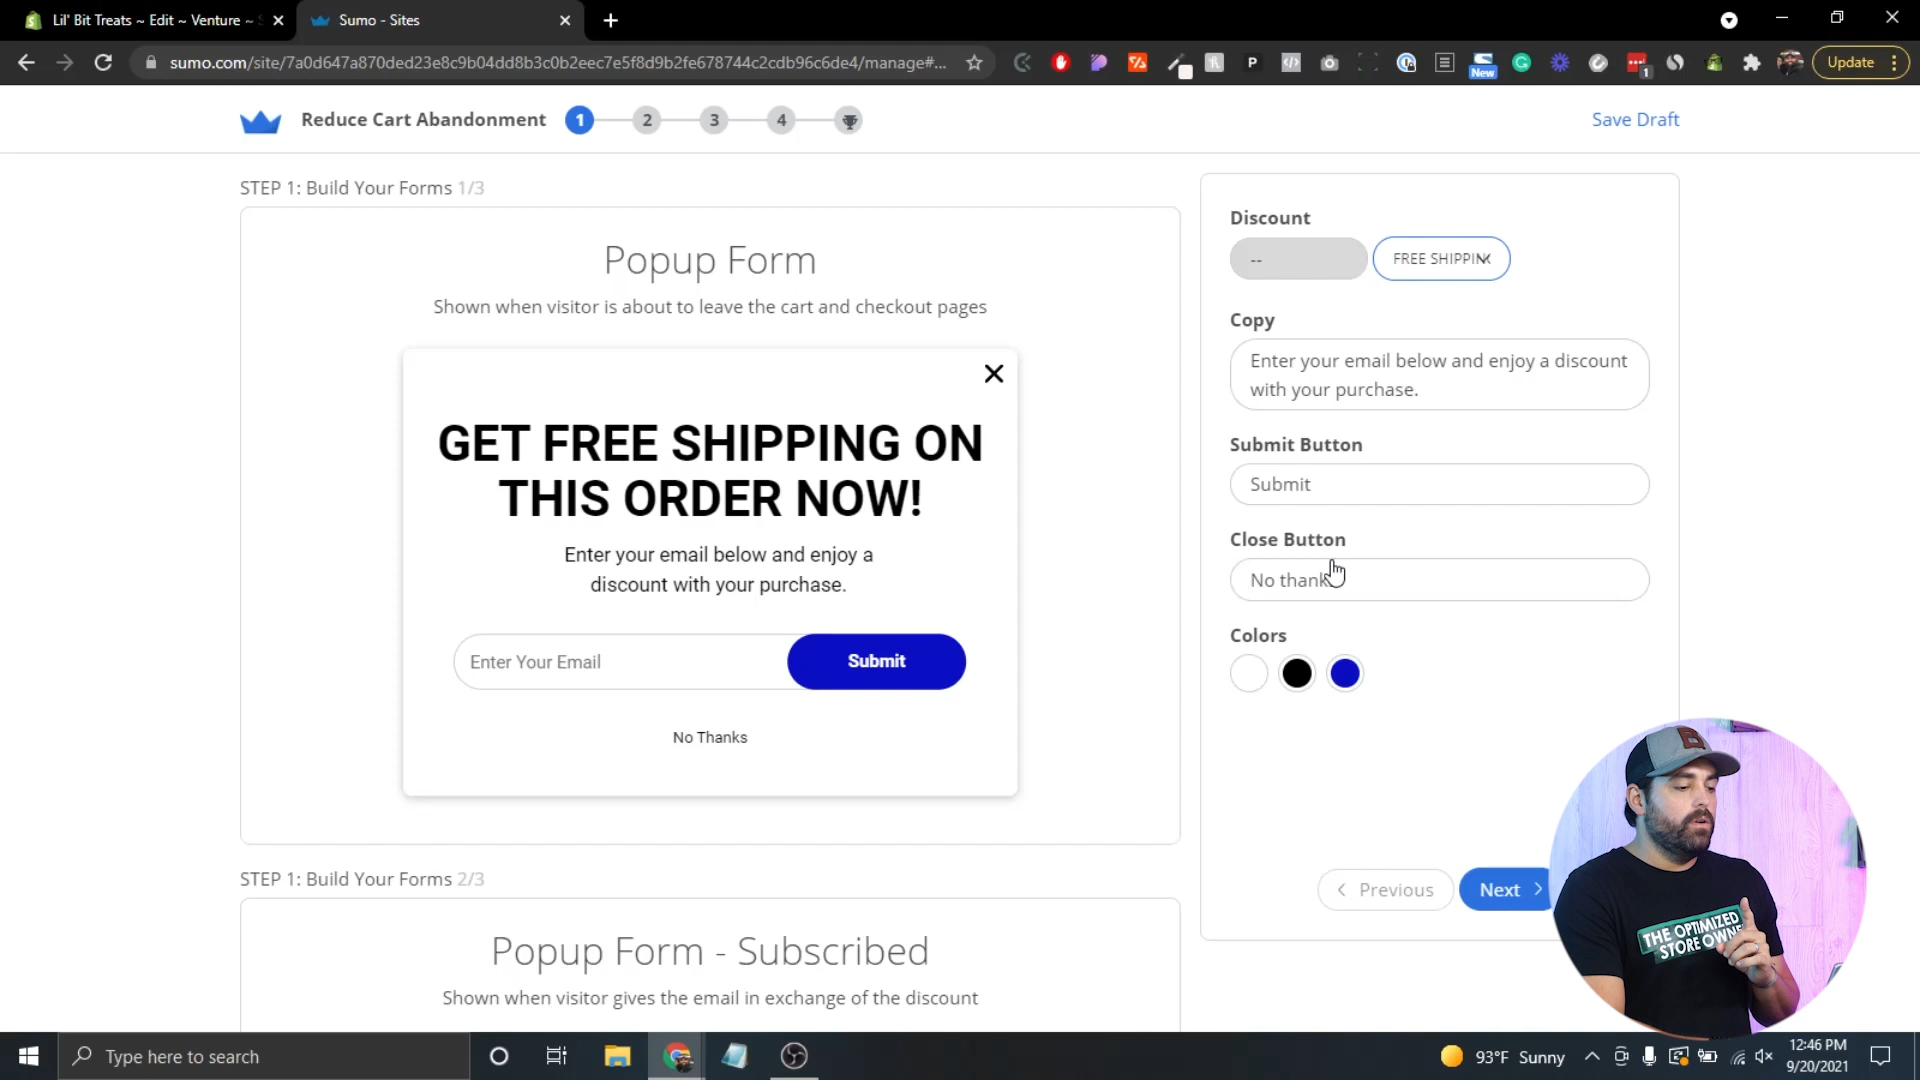 Lil' Bit Treats ~ Edit ~ Venture ~
Sumo - Sites
sumo.com/site/7a0d647a870ded23e8c9b04dd8b3c0b2eec7e5f8d9b2fe678744c2cdb96c6de4/manage#...
New
1
Update
Reduce Cart Abandonment 1 2 3 4
Save Draft
STEP 1: Build Your Forms 1/3
Popup Form
Shown when visitor is about to leave the cart and checkout pages
GET FREE SHIPPING ON
THIS ORDER NOW!
Enter your email below and enjoy a
discount with your purchase.
Enter Your Email
Submit
No Thanks
Discount
--
FREE SHIPPING
Copy
Enter your email below and enjoy a discount
with your purchase.
Submit Button
Submit
Close Button
No thank
Colors
Previous
Next
STEP 1: Build Your Forms 2/3
Popup Form - Subscribed
Shown when visitor gives the email in exchange of the discount
THE OPTIMIZED
STORE OWNE
Type here to search
93°F Sunny
12:46 PM
9/20/2021